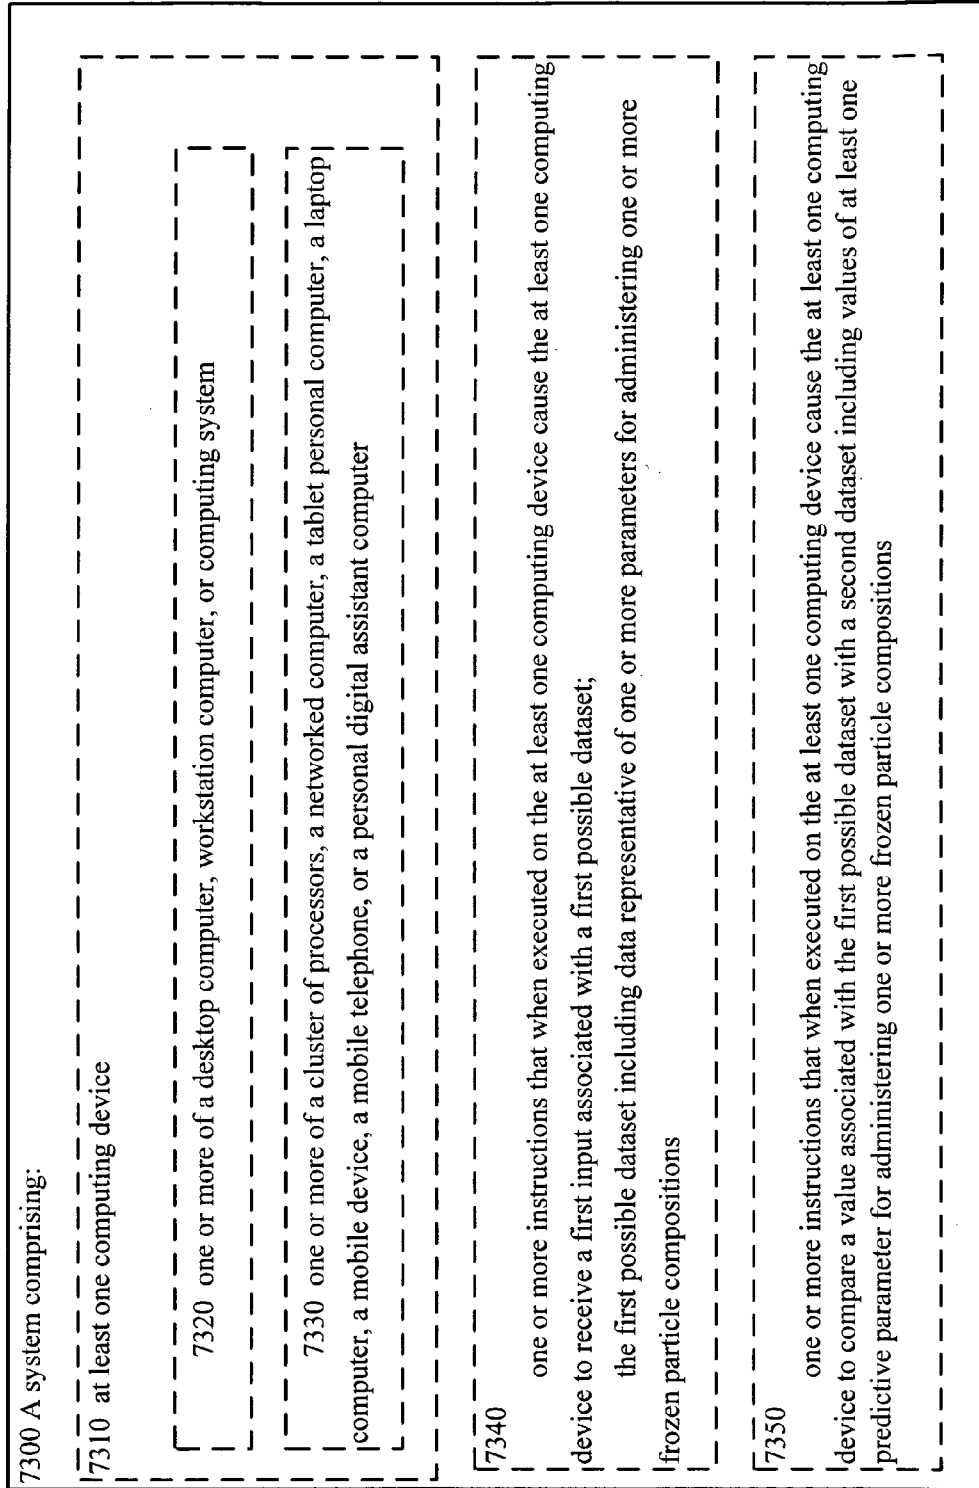 7300 A system comprising:
7310 at least one computing device
7320 one or more of a desktop computer, workstation computer, or computing system
7330 one or more of a cluster of processors, a networked computer, a tablet personal computer, a laptop
computer, a mobile device, a mobile telephone, or a personal digital assistant computer
7340
one or more instructions that when executed on the at least one computing device cause the at least one computing
device to receive a first input associated with a first possible dataset;
the first possible dataset including data representative of one or more parameters for administering one or more
frozen particle compositions
7350
one or more instructions that when executed on the at least one computing device cause the at least one computing
device to compare a value associated with the first possible dataset with a second dataset including values of at least one
predictive parameter for administering one or more frozen particle compositions